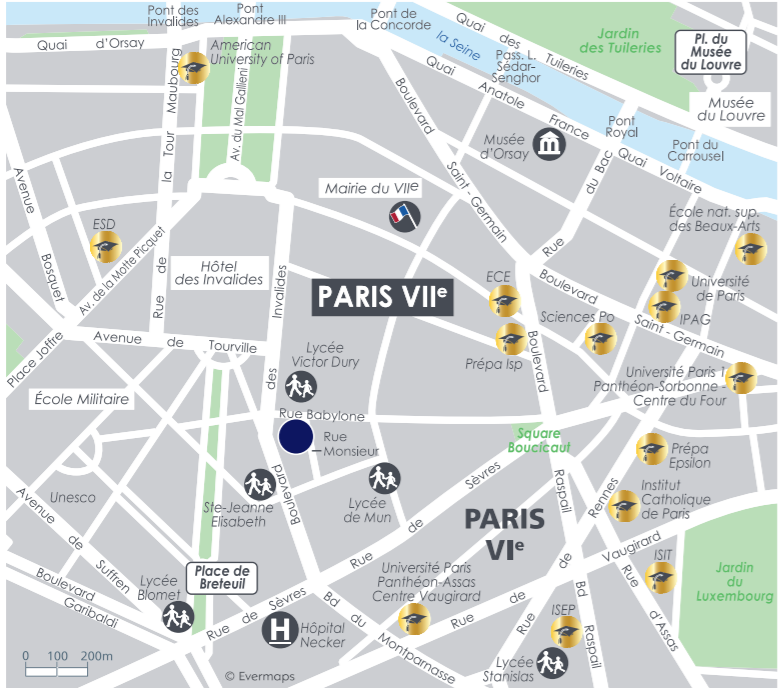 Pont des
Invalides
Pont
Alexandre III
Pont de
la Concorde
Quai des Tuileries
Jardin
des Tuileries
Pl. du
Musée
du Louvre
Quai d'Orsay
American
University of Paris
la Seine
Pass. L.
Sédar-
Senghor
Musée
du Louvre
Quai Anatole France
Pont
Royal
Pont du
Carrousel
Quai Voltaire
Musée
d'Orsay
Boulevard Saint-Germain
Rue du Bac
Rue de la Tour Maubourg
Av. du Mal Gallieni
Avenue Bosquet
Mairie du VIIe
École nat. sup.
des Beaux-Arts
ESD
Av. de la Motte Picquet
Hôtel
des Invalides
PARIS VIIe
ECE
Boulevard Saint-Germain
Université
de Paris
IPAG
Sciences Po
Prépa Isp
Place Joffre
Avenue de Tourville
Lycée
Victor Dury
Boulevard des Invalides
Boulevard Raspail
Université Paris 1
Panthéon-Sorbonne -
Centre du Four
École Militaire
Rue Babylone
Rue
Monsieur
Square
Boucicaut
Prépa
Epsilon
Unesco
Ste-Jeanne
Elisabeth
Lycée
de Mun
Rue de Sèvres
PARIS
VIe
Rue de Rennes
Institut
Catholique
de Paris
Avenue de Suffren
Boulevard
Garibaldi
Lycée
Blomet
Place de
Breteuil
Rue de Sèvres
Université Paris
Panthéon-Assas
Centre Vaugirard
Rue de Vaugirard
ISIT
Jardin
du
Luxembourg
Rue d'Assas
Hôpital
Necker
H
Bd du Montparnasse
ISEP
Bd Raspail
Rue
Lycée
Stanislas
0 100 200m
© Evermaps